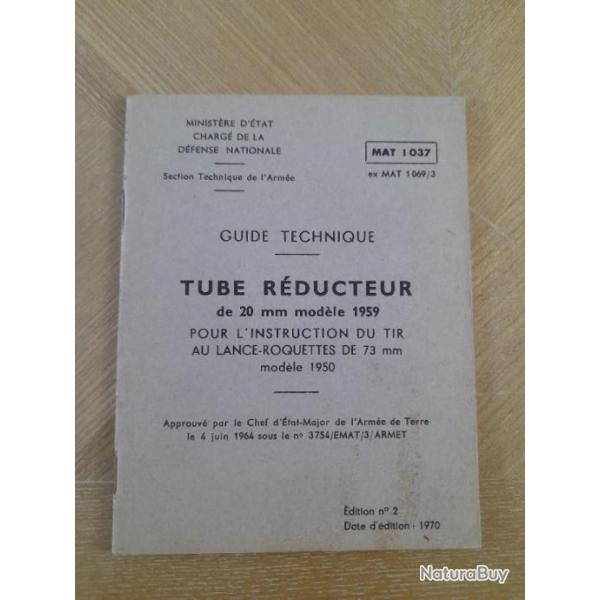 MINISTÈRE D'ÉTAT
CHARGÉ DE LA
DÉFENSE NATIONALE
Section Technique de l'Armée
MAT 1037
ex MAT 1069/3
GUIDE TECHNIQUE
TUBE RÉDUCTEUR
de 20 mm modèle 1959
POUR L'INSTRUCTION DU TIR
AU LANCE-ROQUETTES DE 73 mm
modèle 1950
Approuvé par le Chef d'État-Major de l'Armée de Terre
le 4 juin 1964 sous le nº 3754/EMAT/3/ARMET
Édition nº 2
Date d'édition : 1970
NaturaBuy